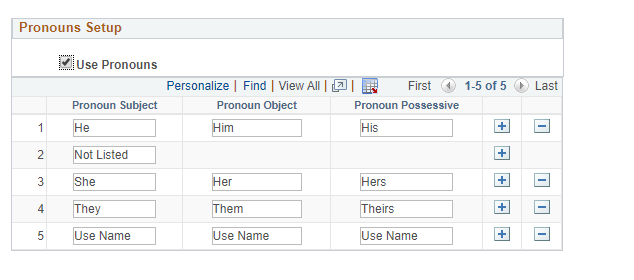 Pronouns Setup
Use Pronouns
Personalize | Find | View All | | First 1-5 of 5 Last
Pronoun Subject Pronoun Object Pronoun Possessive
1 He Him His + −
2 Not Listed +
3 She Her Hers + −
4 They Them Theirs + −
5 Use Name Use Name Use Name + −